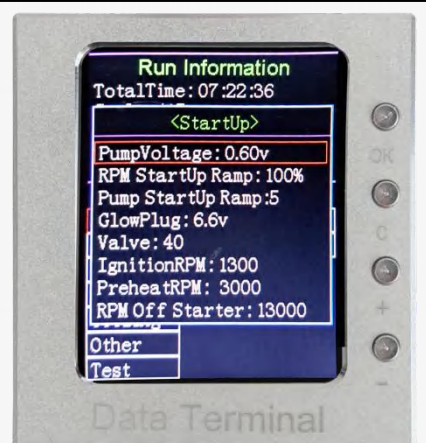 Run Information
TotalTime:07:22:36
<StartUp>
PumpVoltage:0.60v
RPM StartUp Ramp:100%
Pump StartUp Ramp:5
GlowPlug:6.6v
Valve:40
IgnitionRPM:1300
PreheatRPM: 3000
RPM Off Starter:13000
Other
Test
OK
C
+
-
Data Terminal